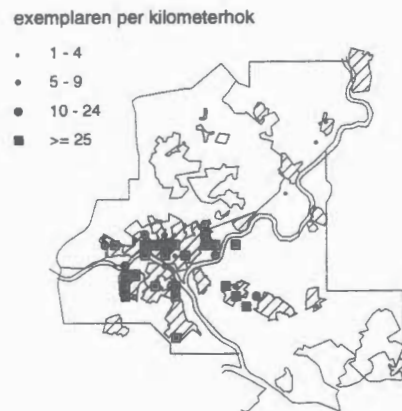 exemplaren per kilometerhok
1 - 4
5 - 9
10 - 24
>= 25